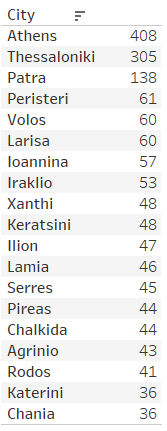 City
Athens 408
Thessaloniki 305
Patra 138
Peristeri 61
Volos 60
Larisa 60
Ioannina 57
Iraklio 53
Xanthi 48
Keratsini 48
Ilion 47
Lamia 46
Serres 45
Pireas 44
Chalkida 44
Agrinio 43
Rodos 41
Katerini 36
Chania 36